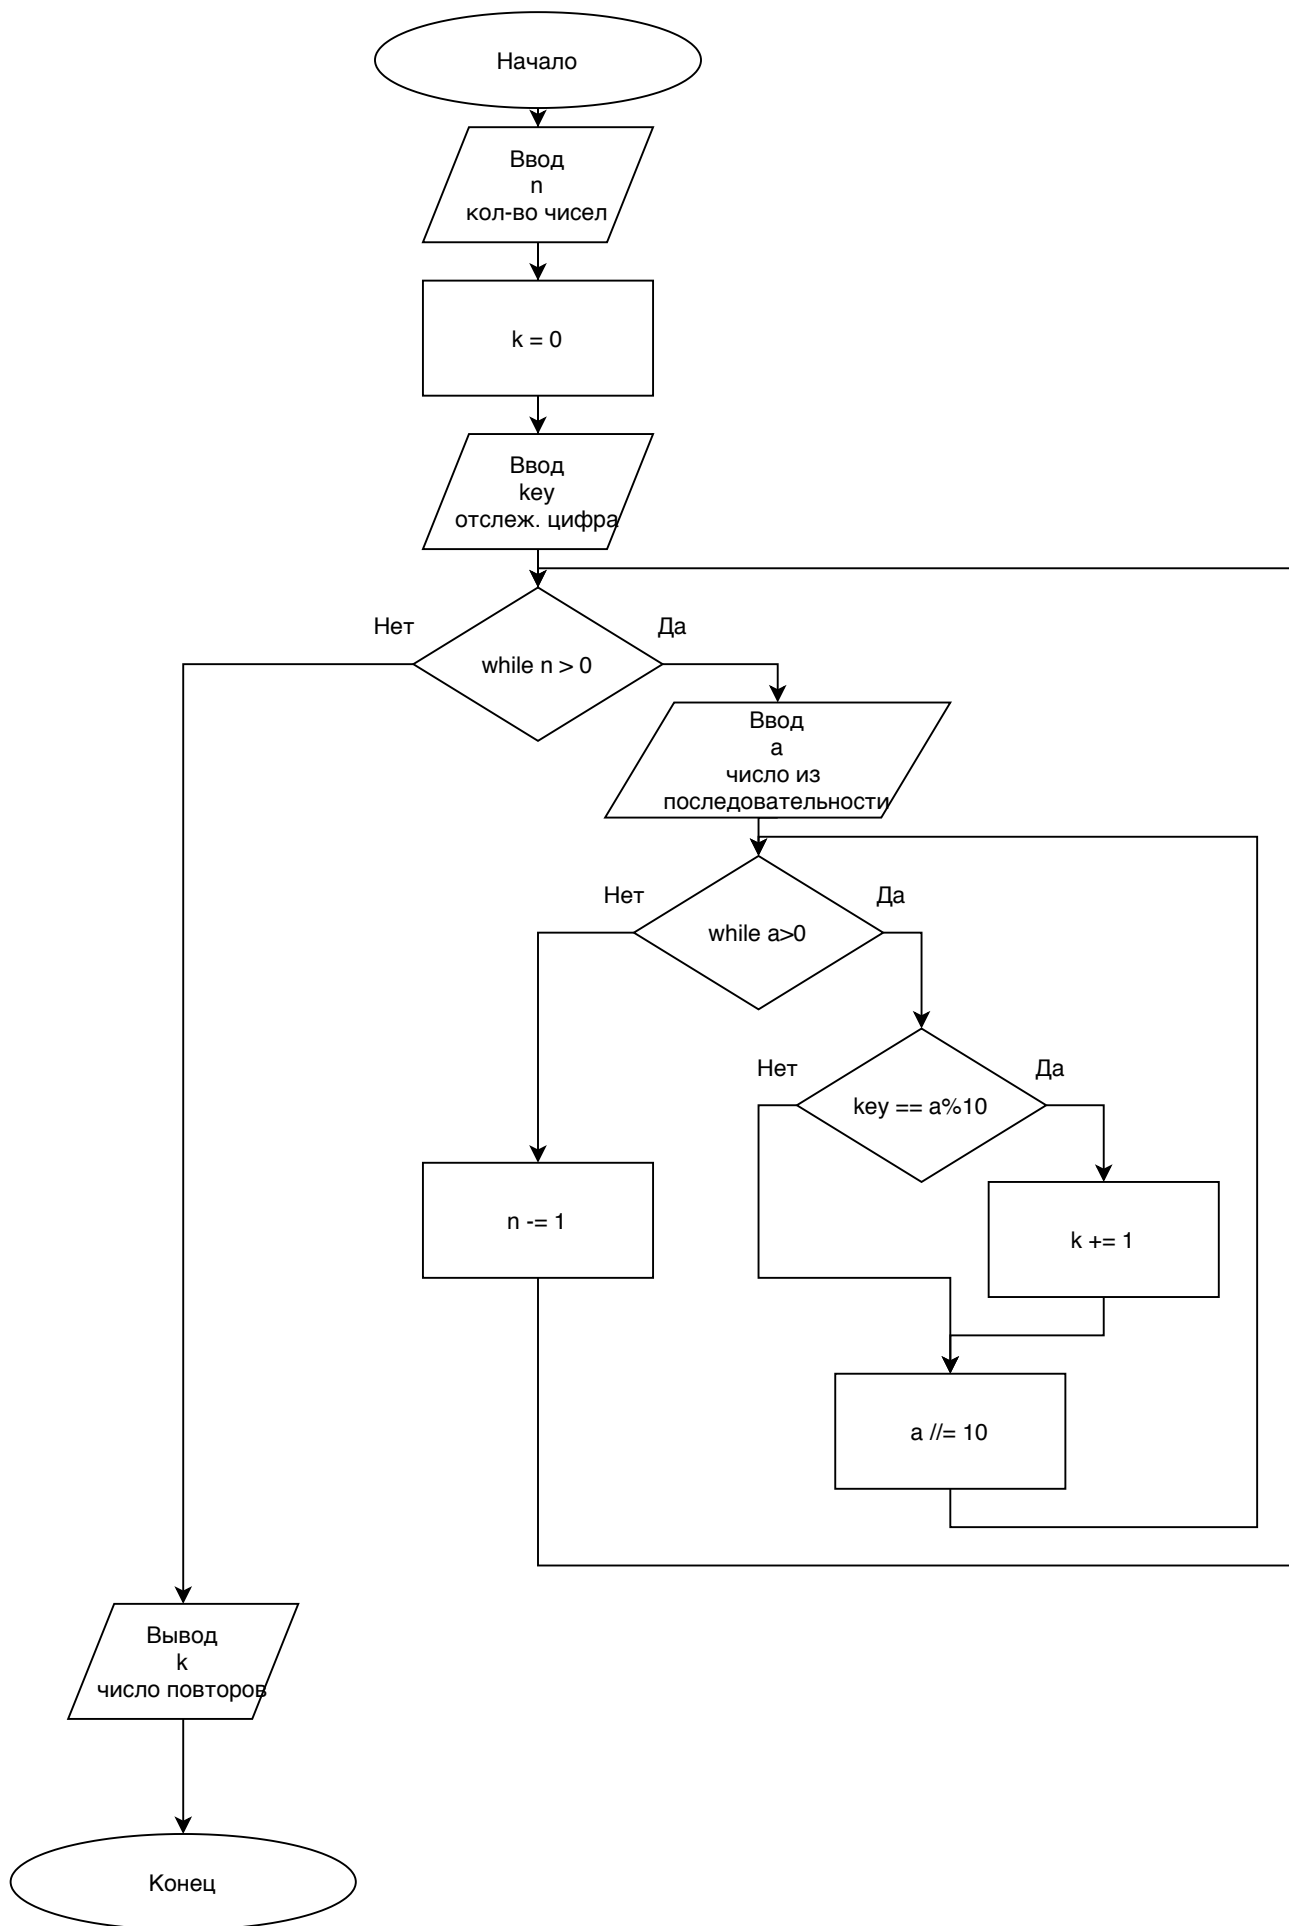 Начало
Ввод
n
кол-во чисел
k = 0
Ввод
key
отслеж. цифра
Нет
Да
while n > 0
Ввод
a
число из
последовательности
Нет
Да
while a>0
Нет
Да
key == a%10
n -= 1
k += 1
a //= 10
Вывод
k
число повторов
Конец